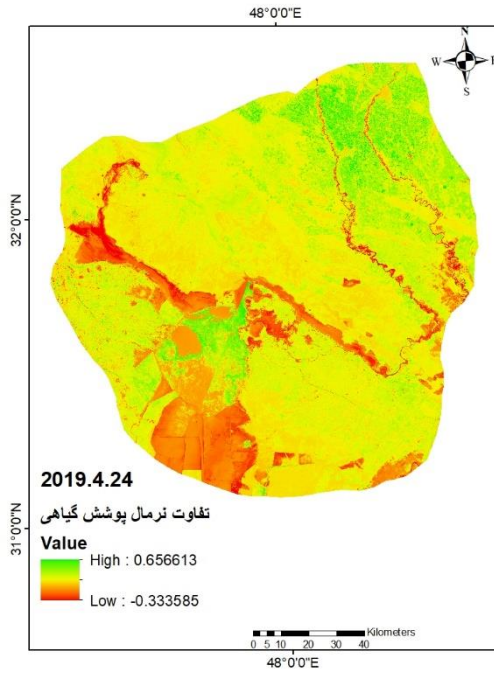 48°0'0"E
N
W E
S
32°0'0"N
31°0'0"N
2019.4.24
تفاوت نرمال پوشش گیاهی
Value
High : 0.656613
Low : -0.333585
Kilometers
0 5 10 20 30 40
48°0'0"E